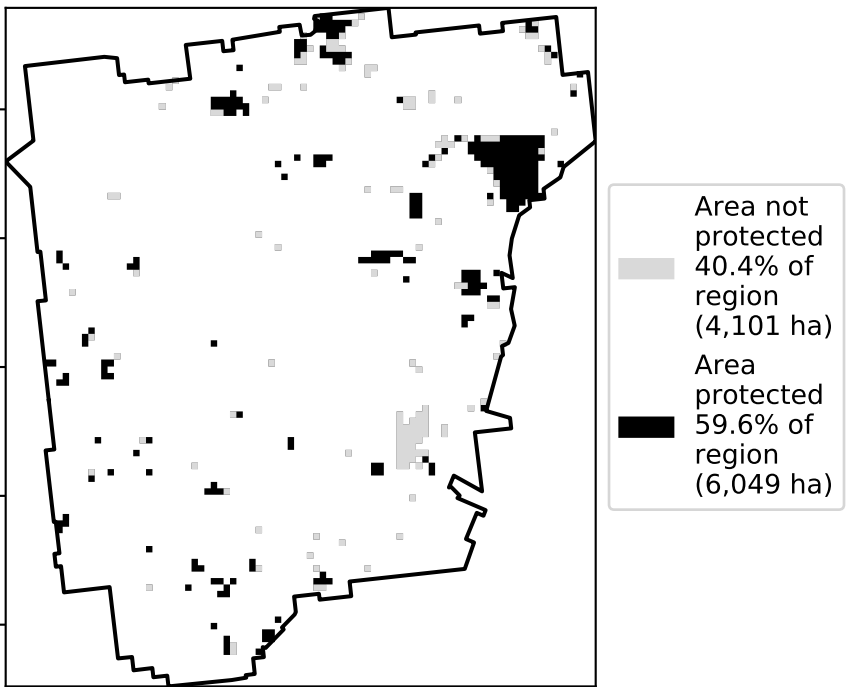 Area not
protected
40.4% of
region
(4,101 ha)
Area
protected
59.6% of
region
(6,049 ha)